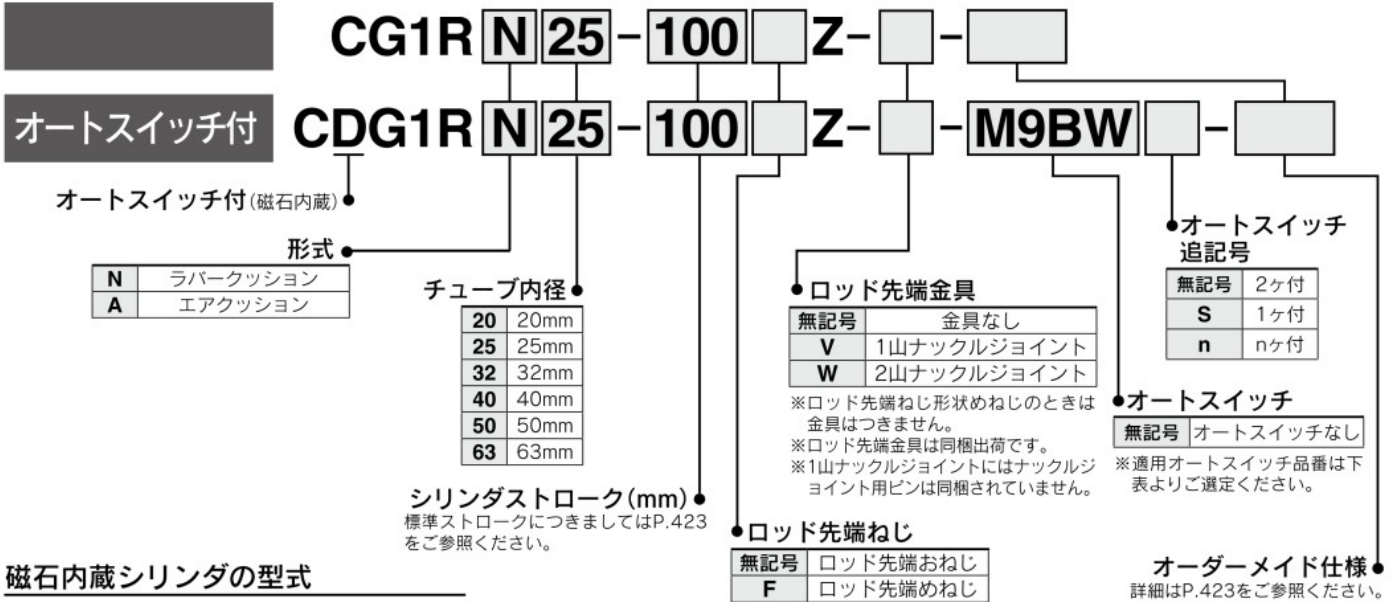 CG1R N 25 - 100 Z- -
オートスイッチ付 CDG1R N 25 - 100 Z- - M9BW -
オートスイッチ付(磁石内蔵)
形式
N ラバークッション
A エアクッション
チューブ内径
20 20mm
25 25mm
32 32mm
40 40mm
50 50mm
63 63mm
シリンダストローク(mm)
標準ストロークにつきましてはP.423
をご参照ください。
ロッド先端金具
無記号 金具なし
V 1山ナックルジョイント
W 2山ナックルジョイント
※ロッド先端ねじ形状めねじのときは
金具はつきません。
※ロッド先端金具は同梱出荷です。
※1山ナックルジョイントにはナックルジ
ョイント用ピンは同梱されていません。
ロッド先端ねじ
無記号 ロッド先端おねじ
F ロッド先端めねじ
オートスイッチ
追記号
無記号 2ヶ付
S 1ヶ付
n nヶ付
オートスイッチ
無記号 オートスイッチなし
※適用オートスイッチ品番は下
表よりご選定ください。
オーダーメイド仕様
詳細はP.423をご参照ください。
磁石内蔵シリンダの型式